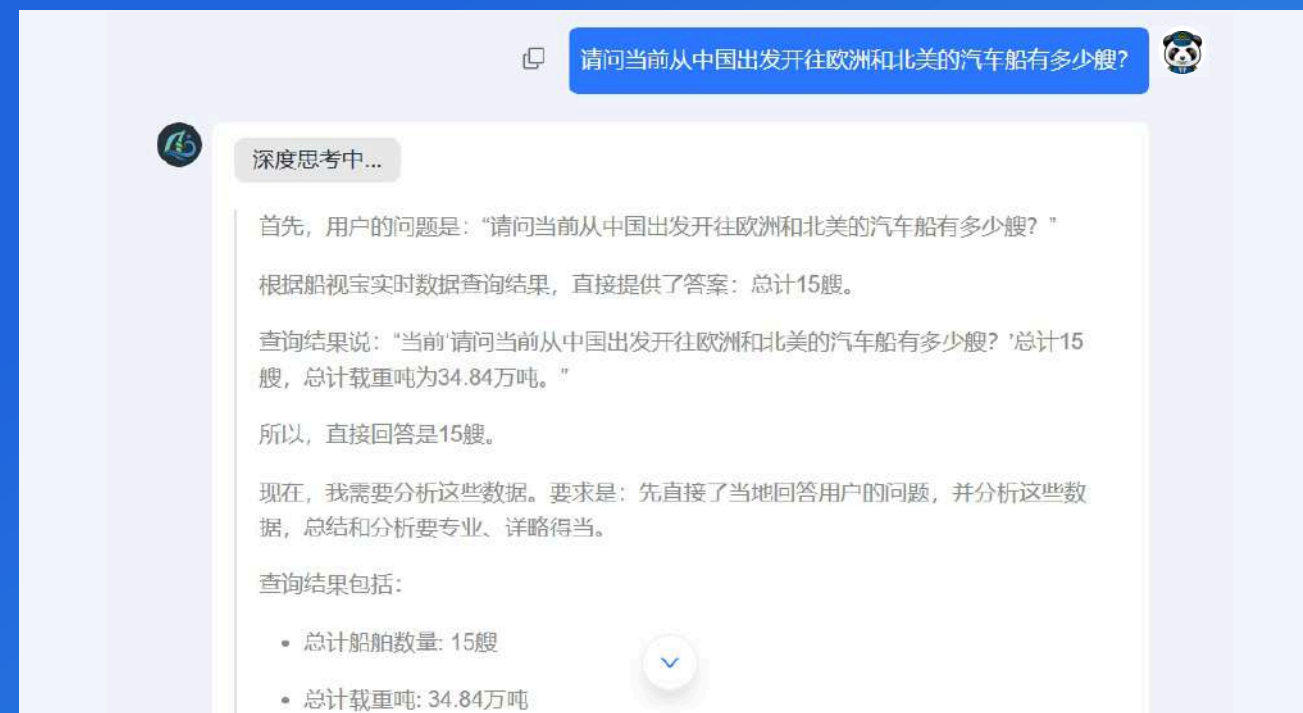 请问当前从中国出发开往欧洲和北美的汽车船有多少艘？
深度思考中...
首先，用户的问题是：“请问当前从中国出发开往欧洲和北美的汽车船有多少艘？”
根据船视宝实时数据查询结果，直接提供了答案：总计15艘。
查询结果说：“当前'请问当前从中国出发开往欧洲和北美的汽车船有多少艘？'总计15
艘，总计载重吨为34.84万吨。”
所以，直接回答是15艘。
现在，我需要分析这些数据。要求是：先直接了当地回答用户的问题，并分析这些数
据，总结和分析要专业、详略得当。
查询结果包括：
• 总计船舶数量: 15艘
• 总计载重吨: 34.84万吨